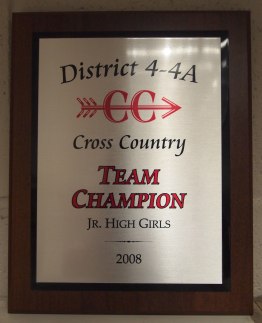 District 4-4A
CC
Cross Country
TEAM
CHAMPION
JR. HIGH GIRLS
2008